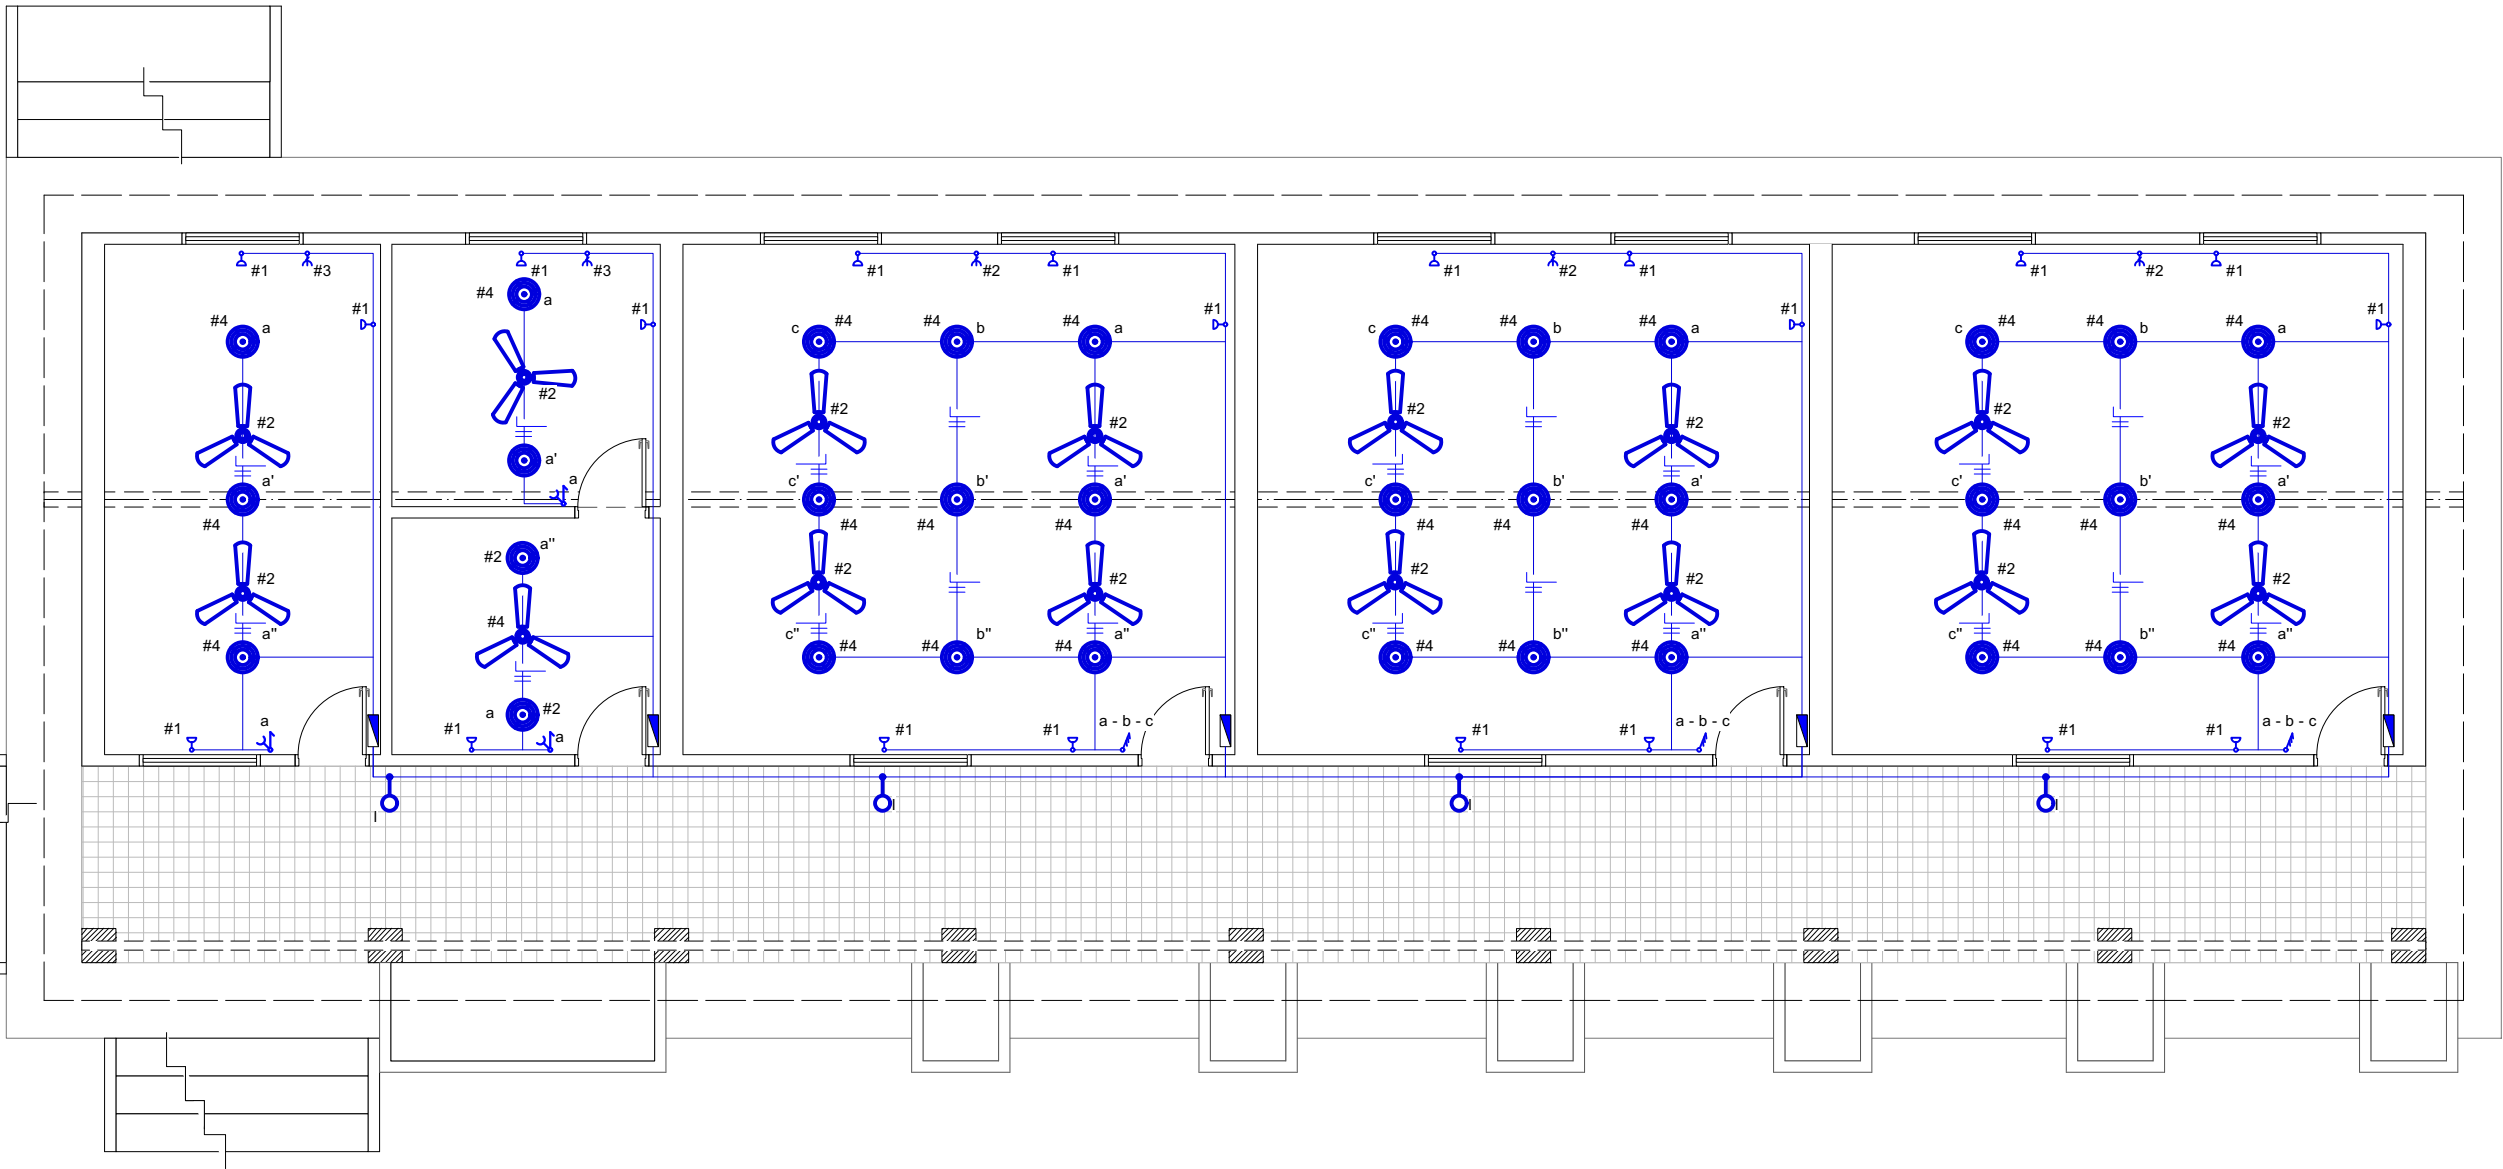 #1 #3 #1 #3 #1 #2 #1 #1 #2 #1 #1 #2 #1
#4 a
#1 #1 #1 #1 #1
#4 a c #4 #4 b #4 a c #4 #4 b #4 a c #4 #4 b #4 a
#2
#2 #2 #2 #2 #2 #2 #2
a' a' a
c' b' a' c' b' a' c' b' a'
#4 #4 #4 #4 #4 #4 #4 #4 #4 #4
#2 a"
#2 #2 #2 #2 #2 #2 #2
#4
a" c" b" a" c" b" a" c" b" a"
#4 #4 #4 #4 #4 #4 #4 #4 #4 #4
a #2
#1 a #1 a #1 #1 a - b - c #1 #1 a - b - c #1 #1 a - b - c
l l l l